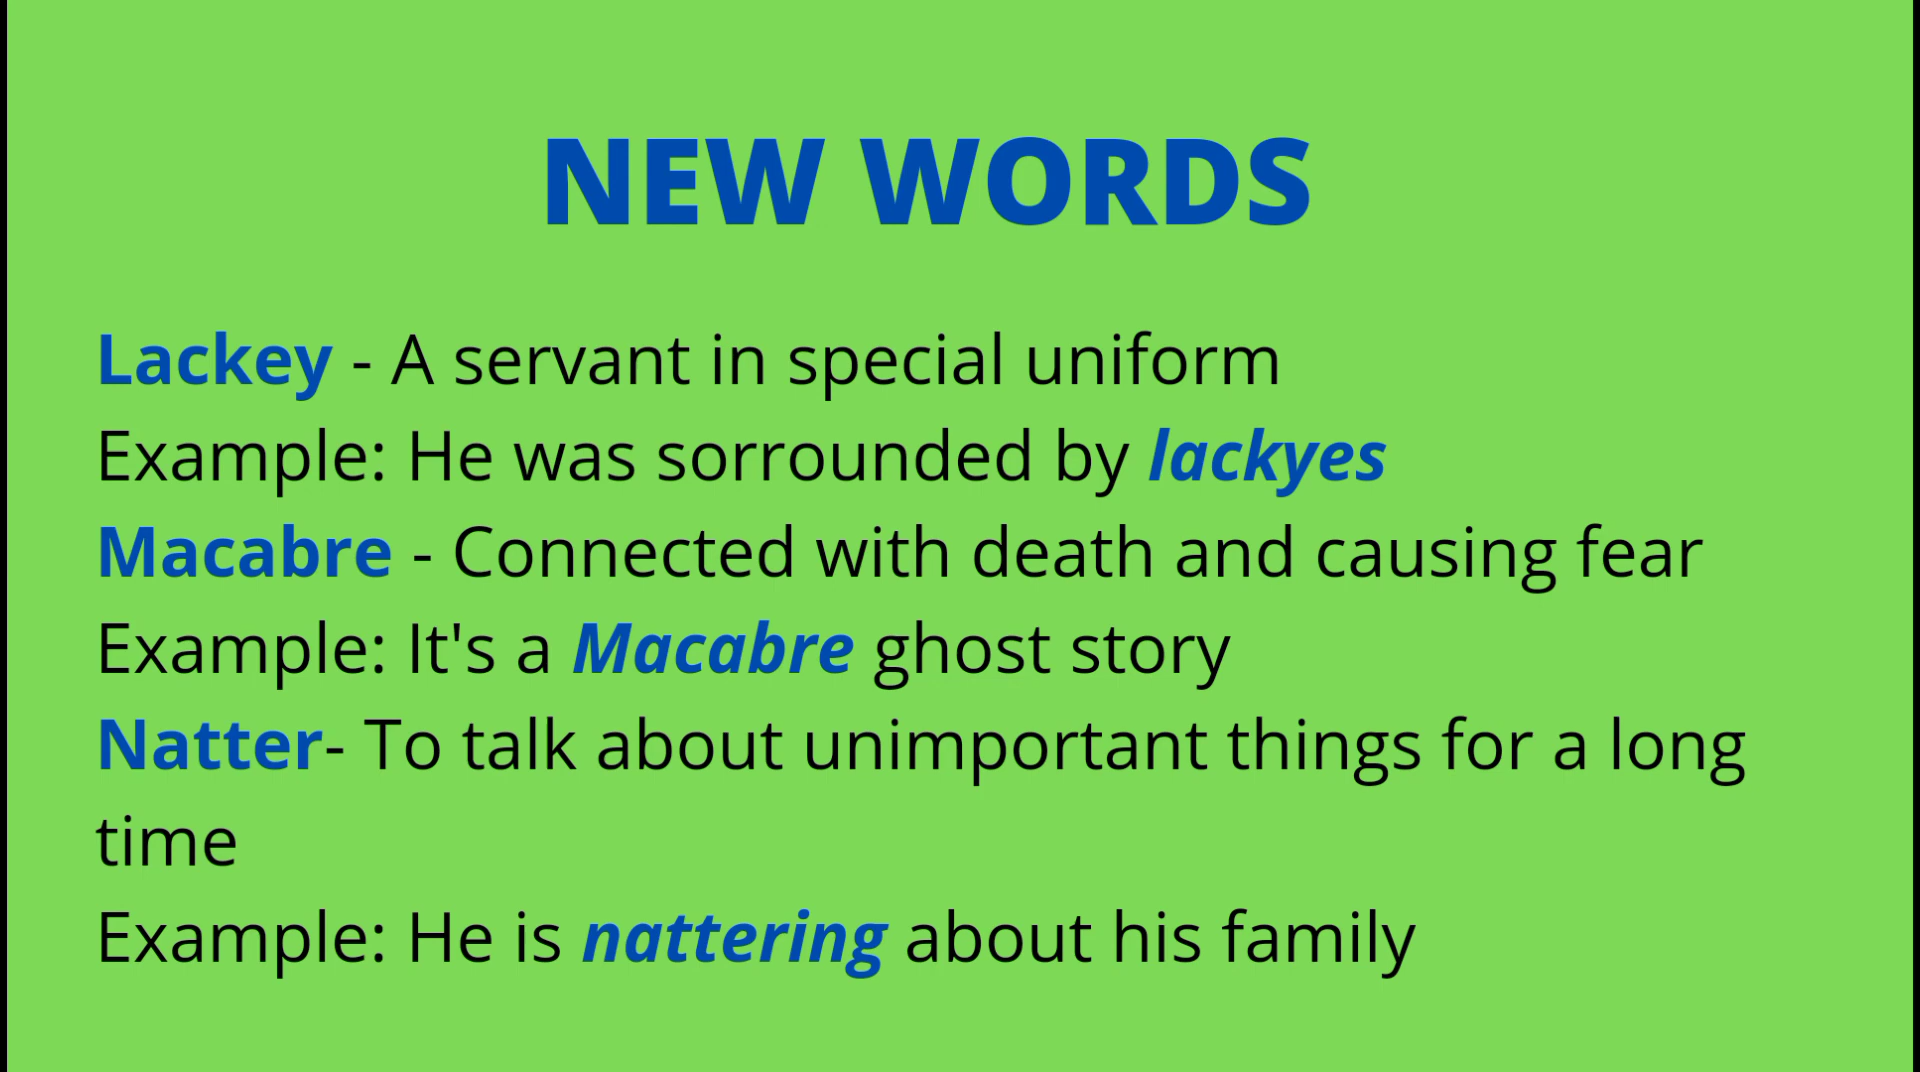 NEW WORDS
Lackey - A servant in special uniform
Example: He was sorrounded by lackyes
Macabre - Connected with death and causing fear
Example: It's a Macabre ghost story
Natter- To talk about unimportant things for a long
time
Example: He is nattering about his family